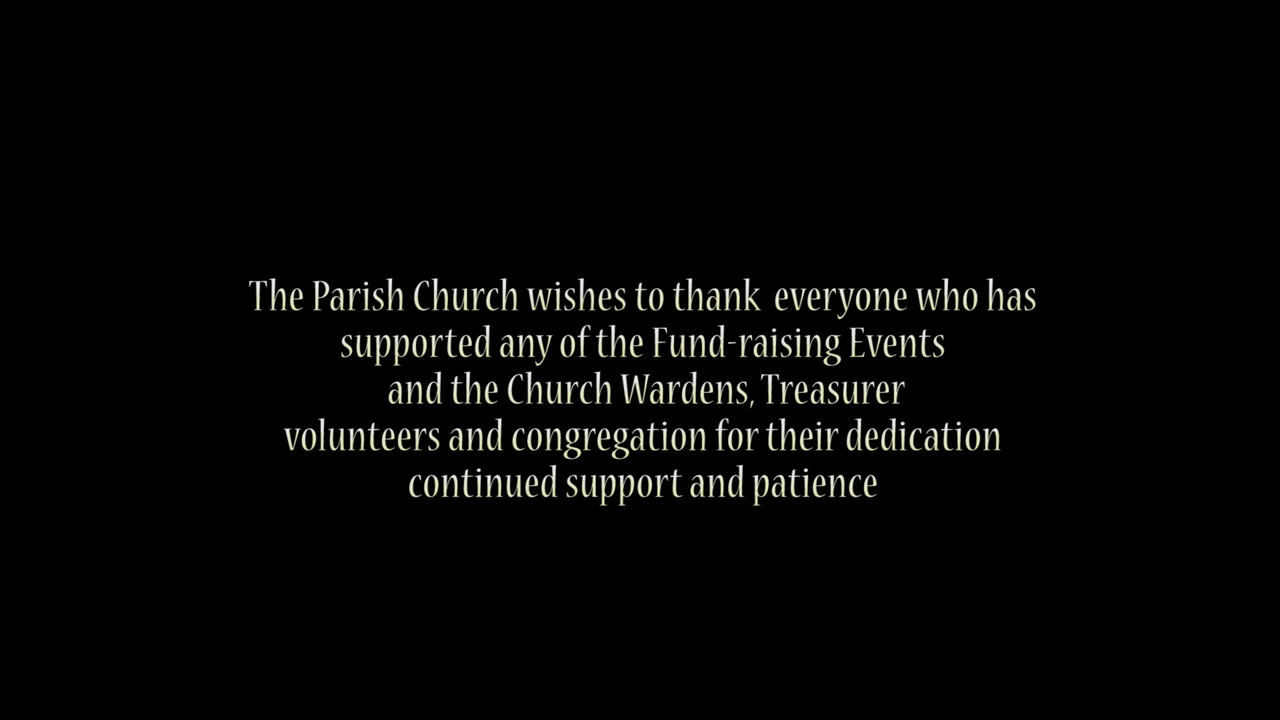 The Parish Church wishes to thank  everyone who has
supported any of the Fund-raising Events
and the Church Wardens, Treasurer
volunteers and congregation for their dedication
continued support and patience